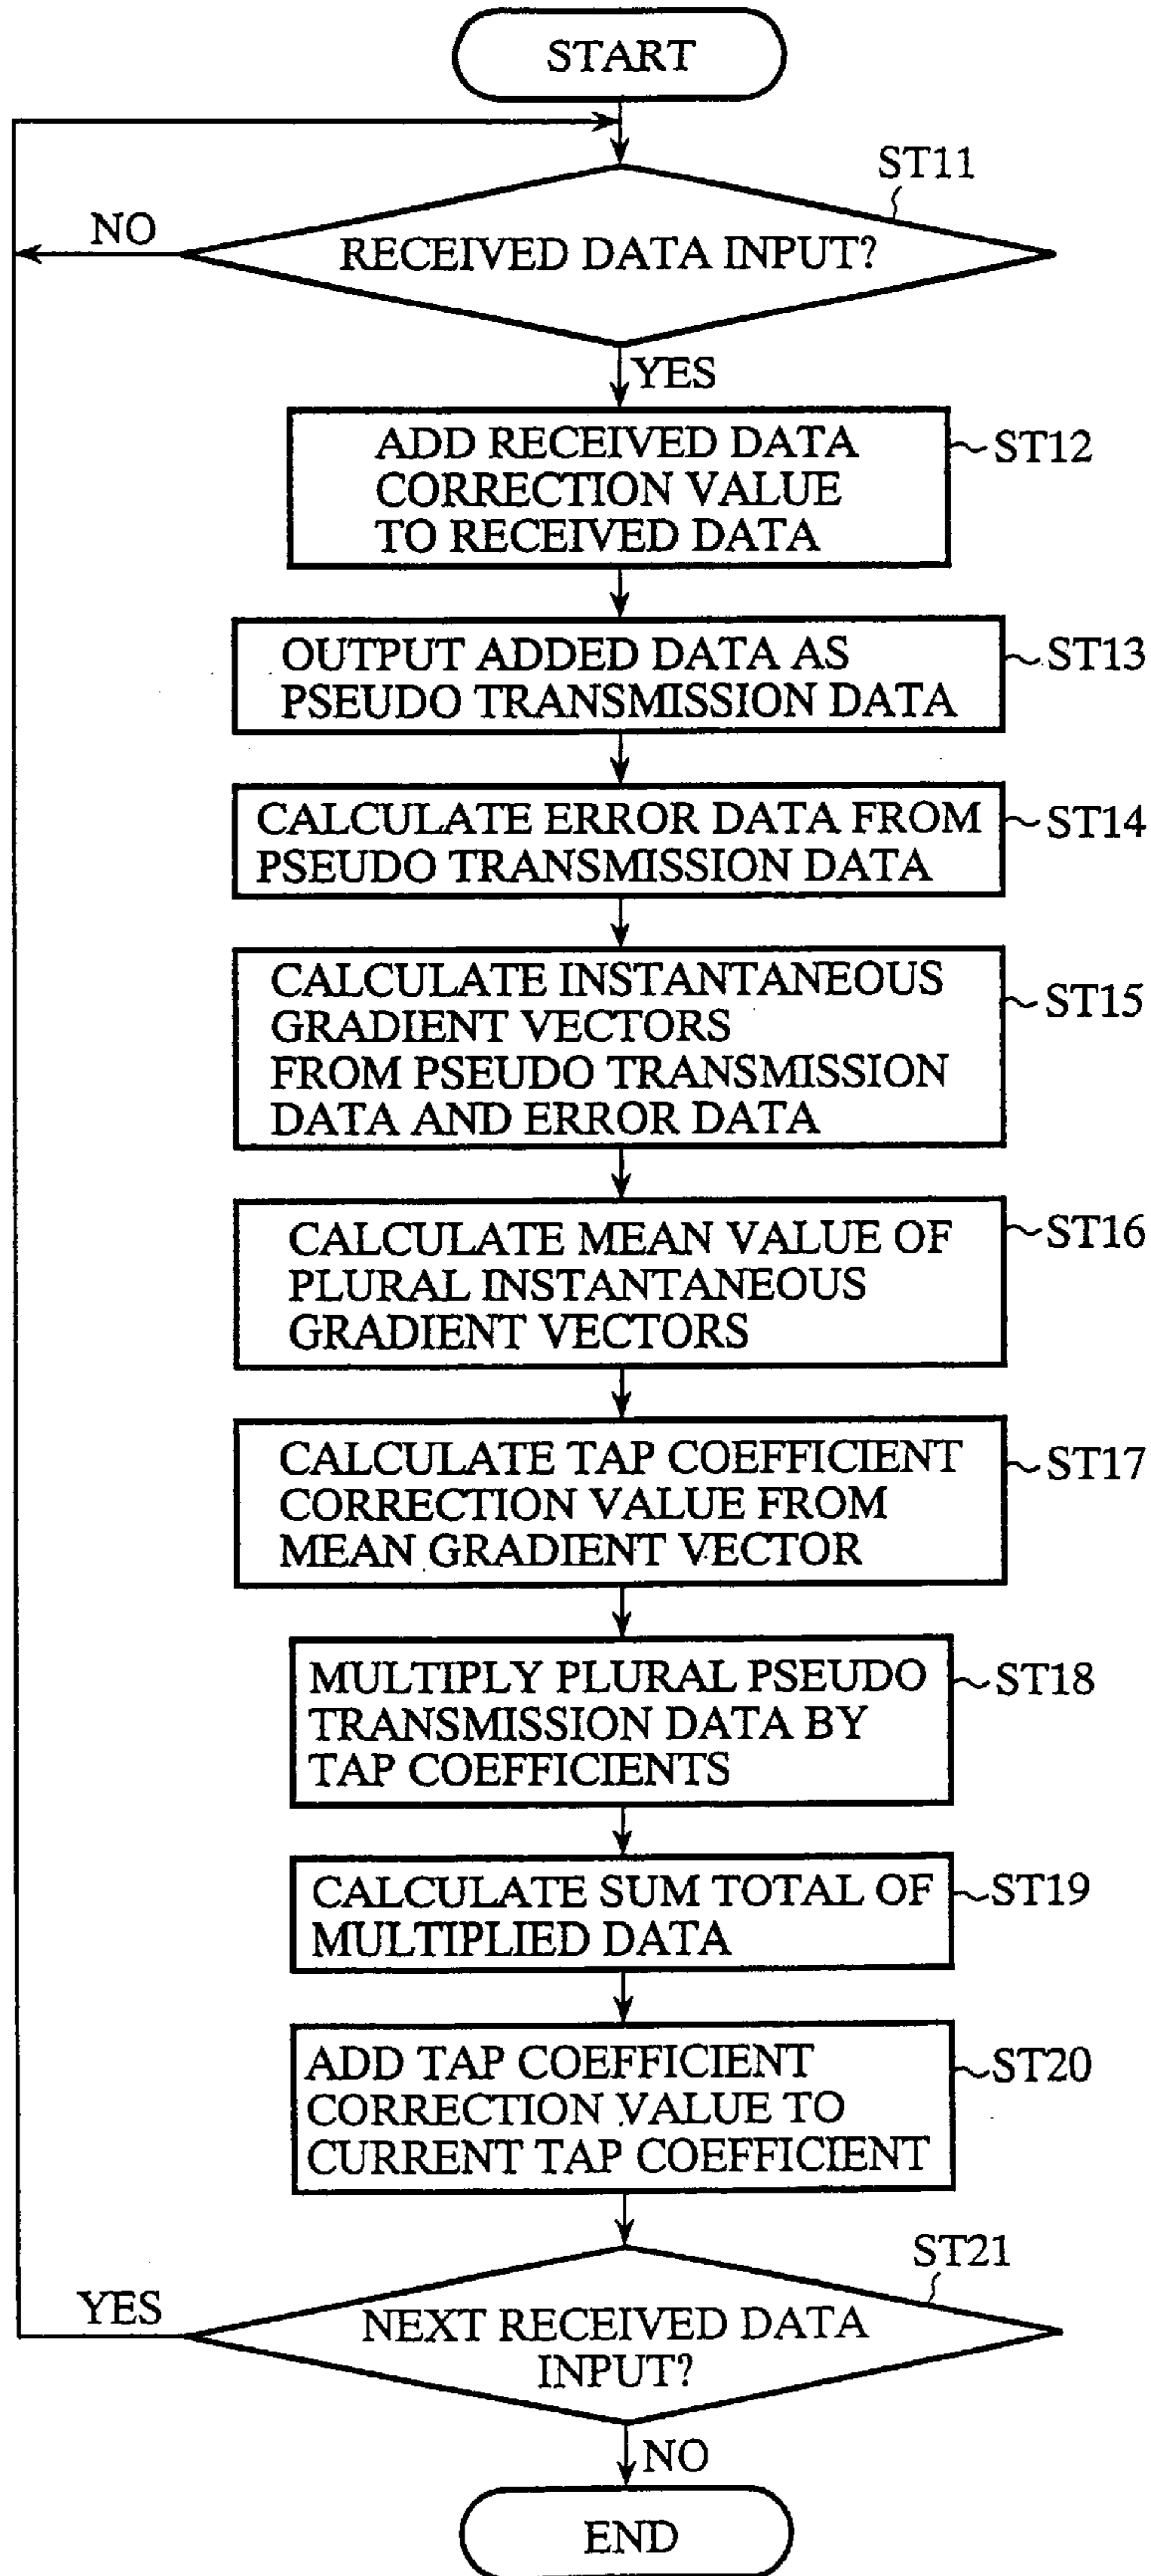 START
ST11
NO
RECEIVED DATA INPUT?
YES
ADD RECEIVED DATA
CORRECTION VALUE
TO RECEIVED DATA
ST12
OUTPUT ADDED DATA AS
PSEUDO TRANSMISSION DATA
ST13
CALCULATE ERROR DATA FROM
PSEUDO TRANSMISSION DATA
ST14
CALCULATE INSTANTANEOUS
GRADIENT VECTORS
FROM PSEUDO TRANSMISSION
DATA AND ERROR DATA
ST15
CALCULATE MEAN VALUE OF
PLURAL INSTANTANEOUS
GRADIENT VECTORS
ST16
CALCULATE TAP COEFFICIENT
CORRECTION VALUE FROM
MEAN GRADIENT VECTOR
ST17
MULTIPLY PLURAL PSEUDO
TRANSMISSION DATA BY
TAP COEFFICIENTS
ST18
CALCULATE SUM TOTAL OF
MULTIPLIED DATA
ST19
ADD TAP COEFFICIENT
CORRECTION VALUE TO
CURRENT TAP COEFFICIENT
ST20
ST21
YES
NEXT RECEIVED DATA
INPUT?
NO
END